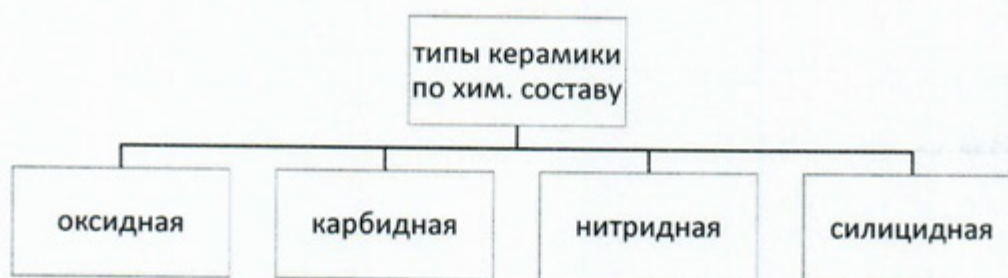 типы керамики
по хим. составу
оксидная
карбидная
нитридная
силицидная